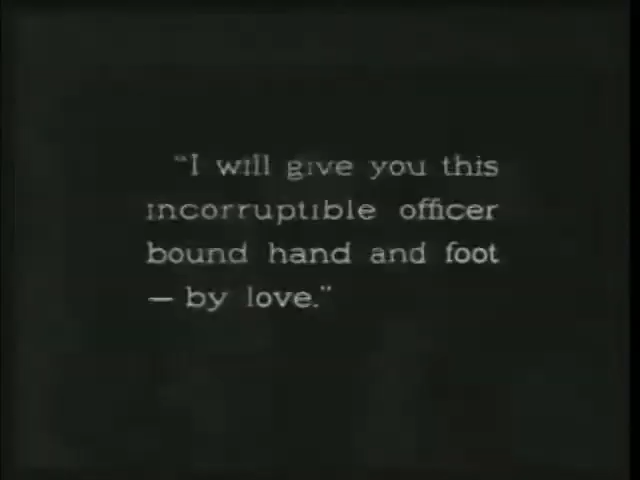 "I will give you this
incorruptible officer
bound hand and foot
— by love."